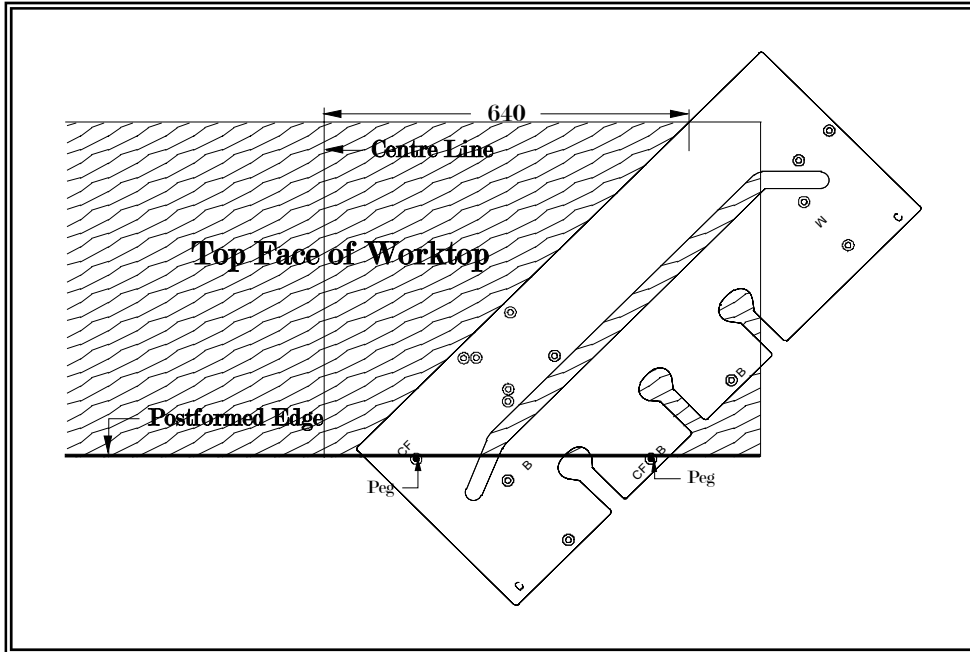 640
Centre Line
M
C
Top Face of Worktop
B
Postformed Edge
CF
B
CF
B
Peg
Peg
C